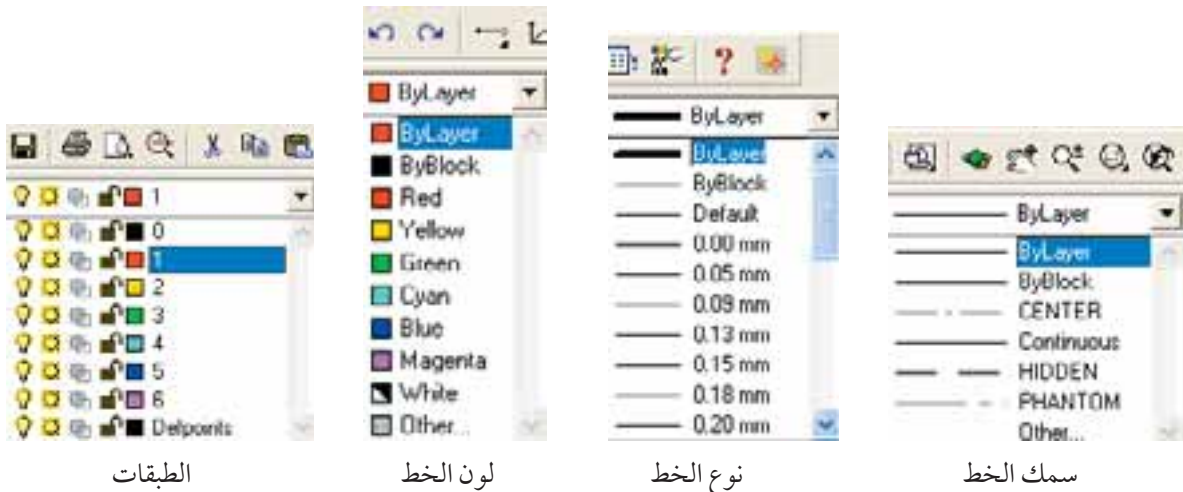 1
0
1
2
3
4
5
6
Defpoints
الطبقات
ByLayer
ByLayer
ByBlock
Red
Yellow
Green
Cyan
Blue
Magenta
White
Other...
لون الخط
ByLayer
ByLayer
ByBlock
Default
0.00 mm
0.05 mm
0.09 mm
0.13 mm
0.15 mm
0.18 mm
0.20 mm
نوع الخط
ByLayer
ByLayer
ByBlock
CENTER
Continuous
HIDDEN
PHANTOM
Other...
سمك الخط